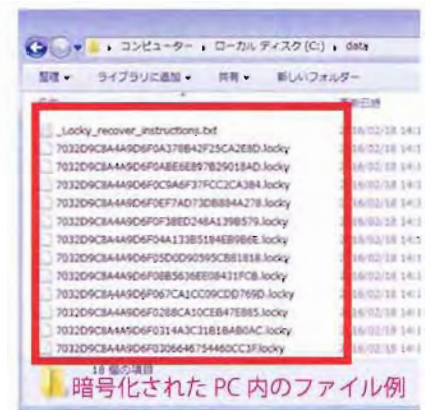 コンピューター ▸ ローカル ディスク (C:) ▸ data
整理 ▾ ライブラリに追加 ▾ 共有 ▾ 新しいフォルダー
_Locky_recover_instructions.txt
7032D9C8A4A9D6F0A378B42F25CA2E8D.locky
7032D9C8A4A9D6F0ABE6E897B29018AD.locky
7032D9C8A4A9D6F0C9A6F37FCC2CA384.locky
7032D9C8A4A9D6F0EF7AD73DB884A278.locky
7032D9C8A4A9D6F0F38ED248A139B579.locky
7032D9C8A4A9D6F04A133B5184EB9B6E.locky
7032D9C8A4A9D6F05D0D90595CB81818.locky
7032D9C8A4A9D6F08B5636EE08431FCB.locky
7032D9C8A4A9D6F067CA1CC09CDD769D.locky
7032D9C8A4A9D6F0288CA10CEB47E885.locky
7032D9C8A4A9D6F0314A3C31B1BAB0AC.locky
7032D9C8A4A9D6F0306646754460CC3F.locky
18 個の項目
暗号化された PC 内のファイル例